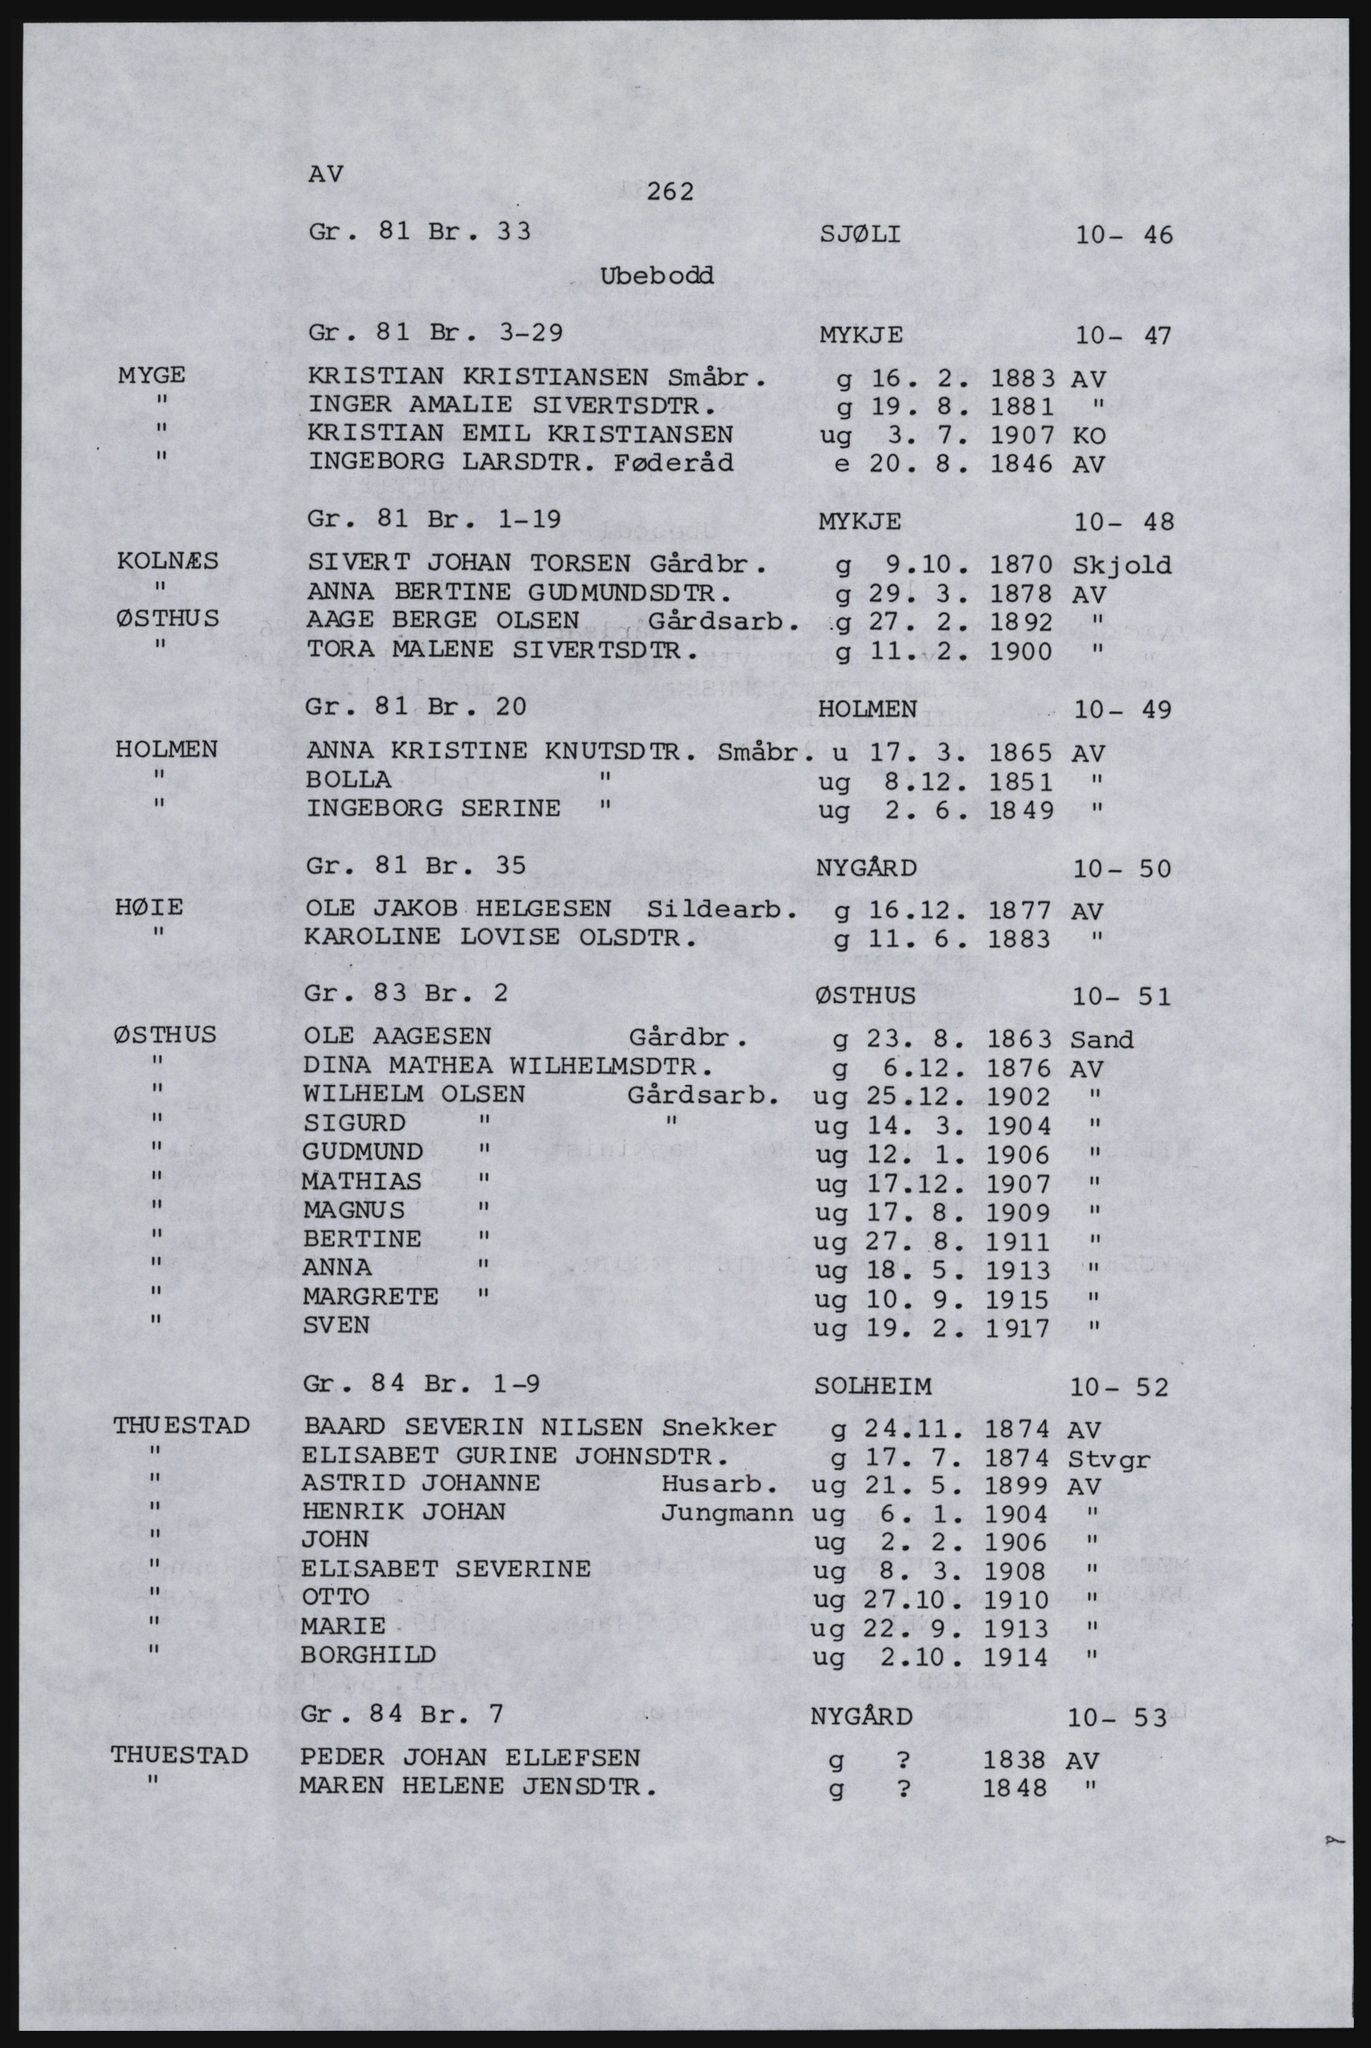 AV
262
Gr. 81 Br. 33 SJØLI 10- 46
Ubebodd
Gr. 81 Br. 3-29 MYKJE 10- 47
MYGE KRISTIAN KRISTIANSEN Småbr. g 16. 2. 1883 AV
" INGER AMALIE SIVERTSDTR. g 19. 8. 1881 "
" KRISTIAN EMIL KRISTIANSEN ug 3. 7. 1907 KO
" INGEBORG LARSDTR. Føderåd e 20. 8. 1846 AV
Gr. 81 Br. 1-19 MYKJE 10- 48
KOLNÆS SIVERT JOHAN TORSEN Gårdbr. g 9.10. 1870 Skjold
" ANNA BERTINE GUDMUNDSDTR. g 29. 3. 1878 AV
ØSTHUS AAGE BERGE OLSEN Gårdsarb. g 27. 2. 1892 "
" TORA MALENE SIVERTSDTR. g 11. 2. 1900 "
Gr. 81 Br. 20 HOLMEN 10- 49
HOLMEN ANNA KRISTINE KNUTSDTR. Småbr. u 17. 3. 1865 AV
" BOLLA " ug 8.12. 1851 "
" INGEBORG SERINE " ug 2. 6. 1849 "
Gr. 81 Br. 35 NYGÅRD 10- 50
HØIE OLE JAKOB HELGESEN Sildearb. g 16.12. 1877 AV
" KAROLINE LOVISE OLSDTR. g 11. 6. 1883 "
Gr. 83 Br. 2 ØSTHUS 10- 51
ØSTHUS OLE AAGESEN Gårdbr. g 23. 8. 1863 Sand
" DINA MATHEA WILHELMSDTR. g 6.12. 1876 AV
" WILHELM OLSEN Gårdsarb. ug 25.12. 1902 "
" SIGURD " " ug 14. 3. 1904 "
" GUDMUND " ug 12. 1. 1906 "
" MATHIAS " ug 17.12. 1907 "
" MAGNUS " ug 17. 8. 1909 "
" BERTINE " ug 27. 8. 1911 "
" ANNA " ug 18. 5. 1913 "
" MARGRETE " ug 10. 9. 1915 "
" SVEN ug 19. 2. 1917 "
Gr. 84 Br. 1-9 SOLHEIM 10- 52
THUESTAD BAARD SEVERIN NILSEN Snekker g 24.11. 1874 AV
" ELISABET GURINE JOHNSDTR. g 17. 7. 1874 Stvgr
" ASTRID JOHANNE Husarb. ug 21. 5. 1899 AV
" HENRIK JOHAN Jungmann ug 6. 1. 1904 "
" JOHN ug 2. 2. 1906 "
" ELISABET SEVERINE ug 8. 3. 1908 "
" OTTO ug 27.10. 1910 "
" MARIE ug 22. 9. 1913 "
" BORGHILD ug 2.10. 1914 "
Gr. 84 Br. 7 NYGÅRD 10- 53
THUESTAD PEDER JOHAN ELLEFSEN g ? 1838 AV
" MAREN HELENE JENSDTR. g ? 1848 "